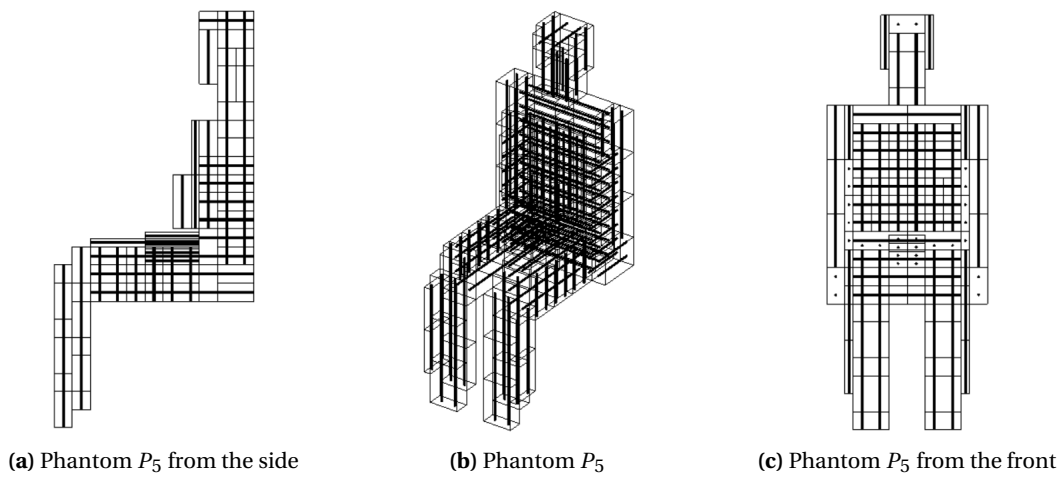 (a) Phantom P5 from the side
(b) Phantom P5
(c) Phantom P5 from the front